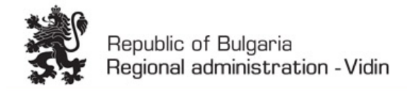 Republic of Bulgaria
Regional administration - Vidin